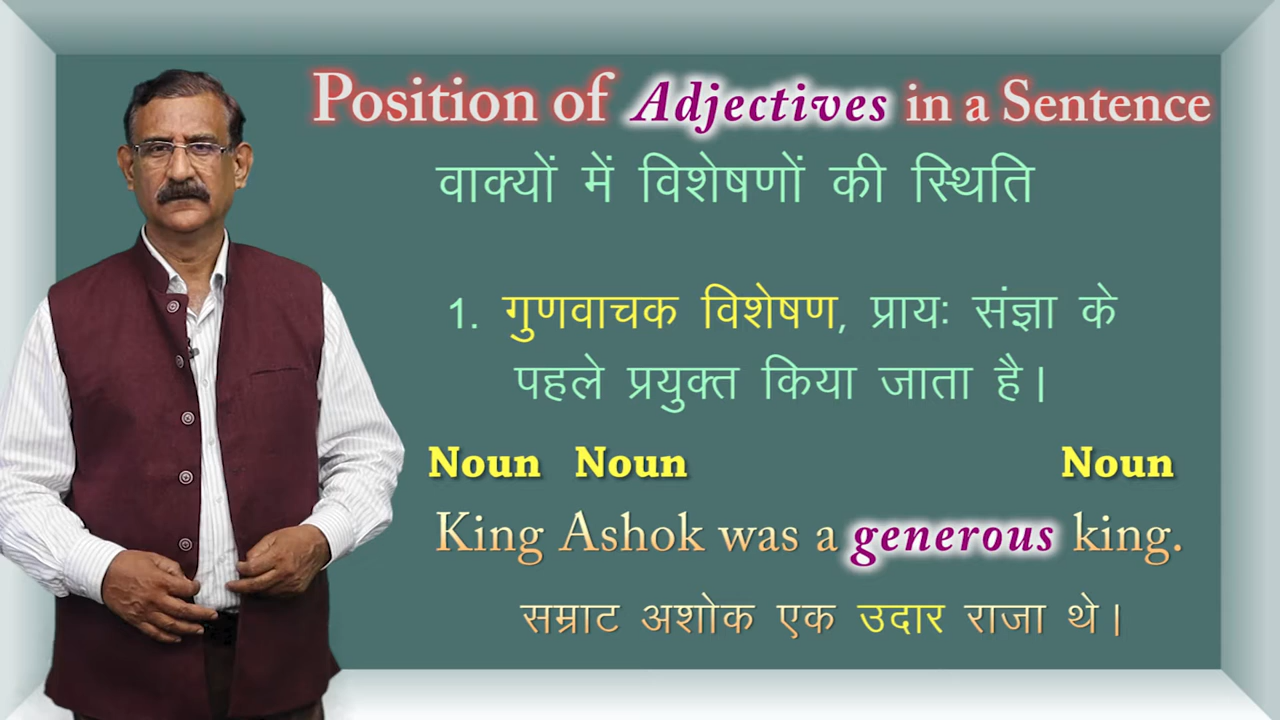 Position of Adjectives in a Sentence
वाक्यों में विशेषणों की स्थिति
1. गुणवाचक विशेषण, प्रायः संज्ञा के
पहले प्रयुक्त किया जाता है।
Noun Noun Noun
King Ashok was a generous king.
सम्राट अशोक एक उदार राजा थे।